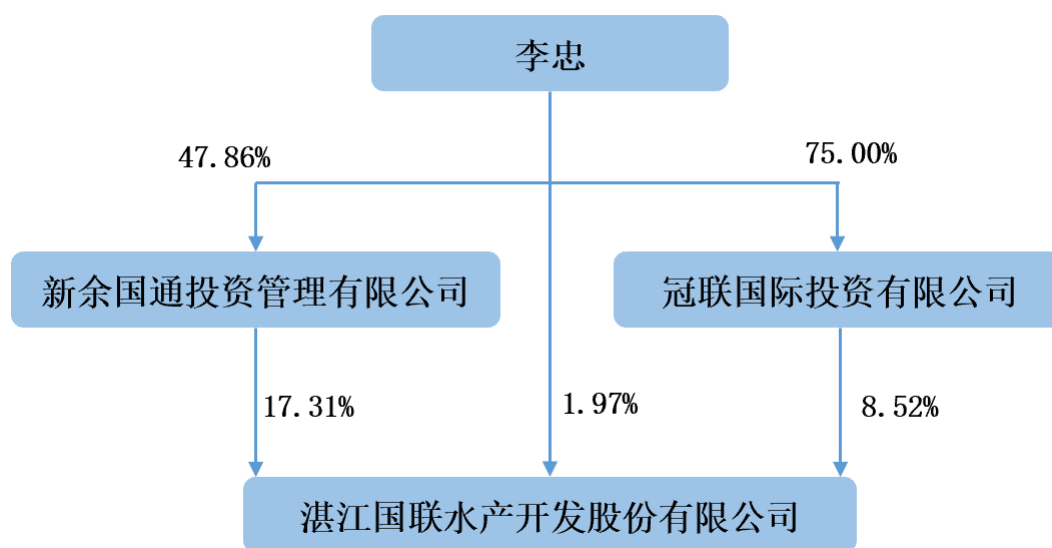 李忠
47.86%
75.00%
新余国通投资管理有限公司
冠联国际投资有限公司
17.31%
1.97%
8.52%
湛江国联水产开发股份有限公司